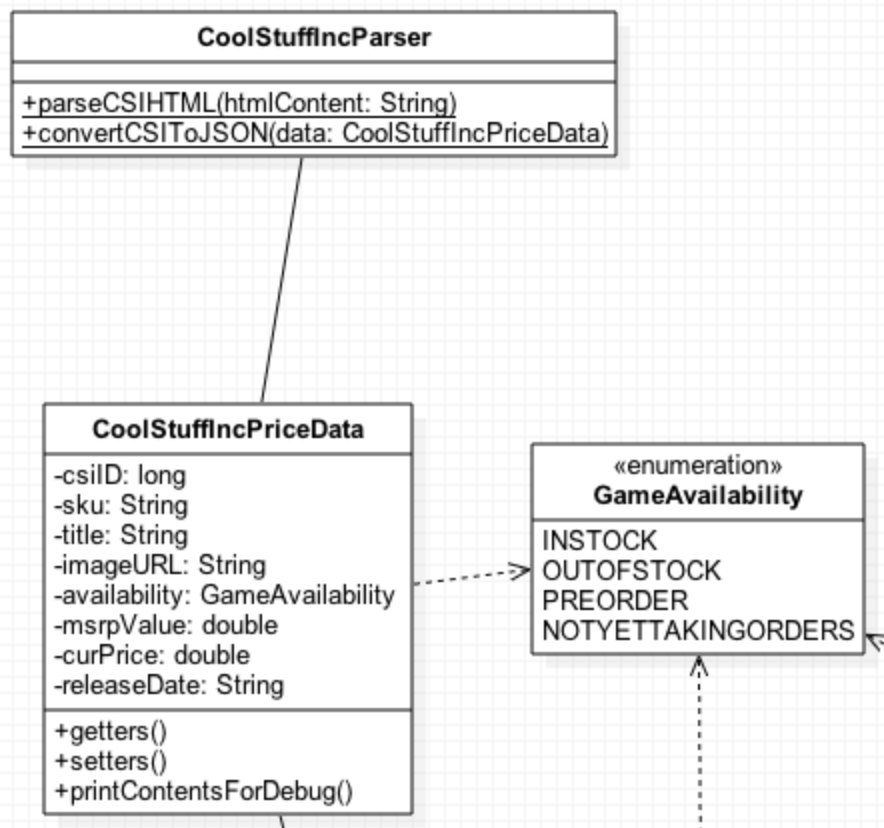 CoolStuffIncParser
+parseCSIHTML(htmlContent: String)
+convertCSIToJSON(data: CoolStuffIncPriceData)
CoolStuffIncPriceData
-csiID: long
-sku: String
-title: String
-imageURL: String
-availability: GameAvailability
-msrpValue: double
-curPrice: double
-releaseDate: String
+getters()
+setters()
+printContentsForDebug()
«enumeration»
GameAvailability
INSTOCK
OUTOFSTOCK
PREORDER
NOTYETTAKINGORDERS